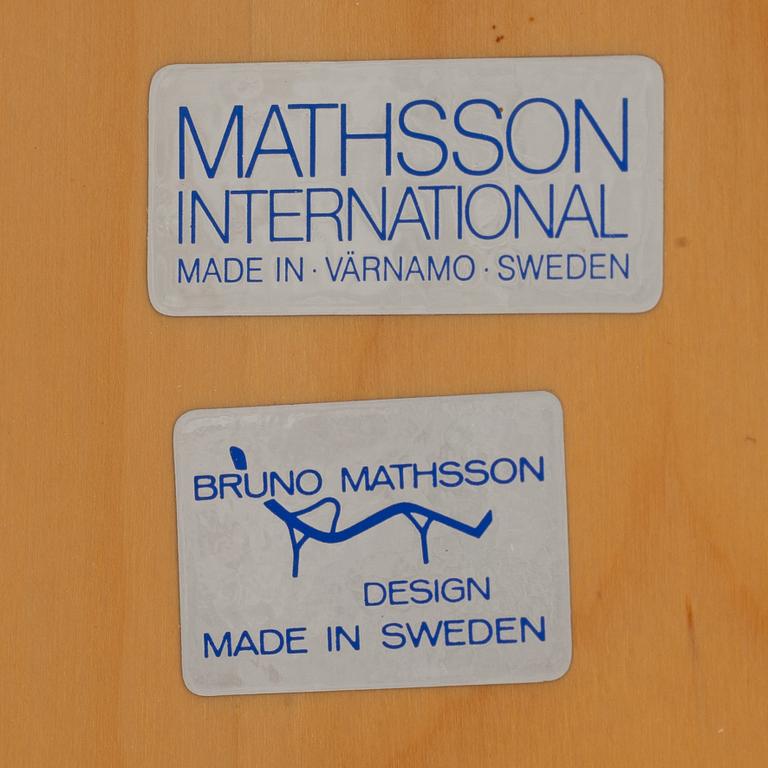 MATHSSON
INTERNATIONAL
MADE IN · VÄRNAMO · SWEDEN
BRUNO MATHSSON
DESIGN
MADE IN SWEDEN